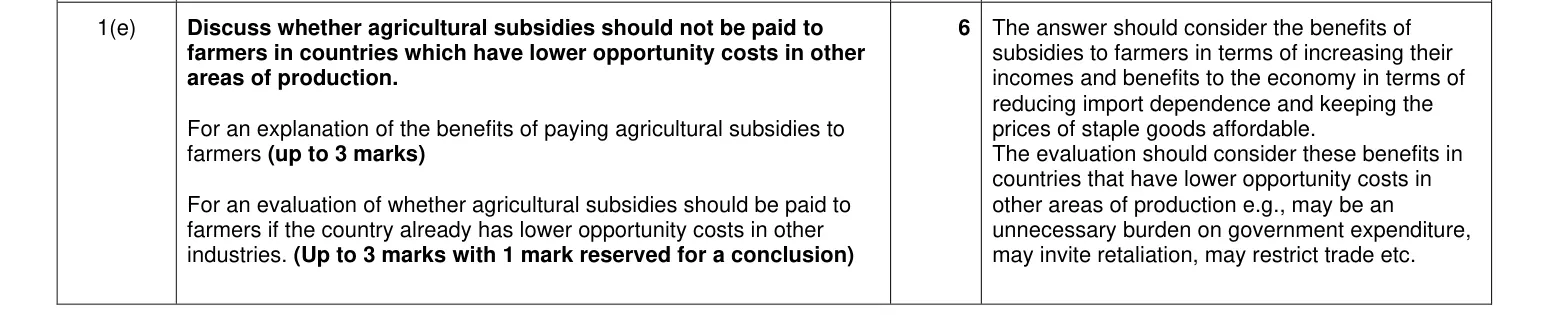 1(e)
Discuss whether agricultural subsidies should not be paid to
farmers in countries which have lower opportunity costs in other
areas of production.
For an explanation of the benefits of paying agricultural subsidies to
farmers (up to 3 marks)
For an evaluation of whether agricultural subsidies should be paid to
farmers if the country already has lower opportunity costs in other
industries. (Up to 3 marks with 1 mark reserved for a conclusion)
6
The answer should consider the benefits of
subsidies to farmers in terms of increasing their
incomes and benefits to the economy in terms of
reducing import dependence and keeping the
prices of staple goods affordable.
The evaluation should consider these benefits in
countries that have lower opportunity costs in
other areas of production e.g., may be an
unnecessary burden on government expenditure,
may invite retaliation, may restrict trade etc.